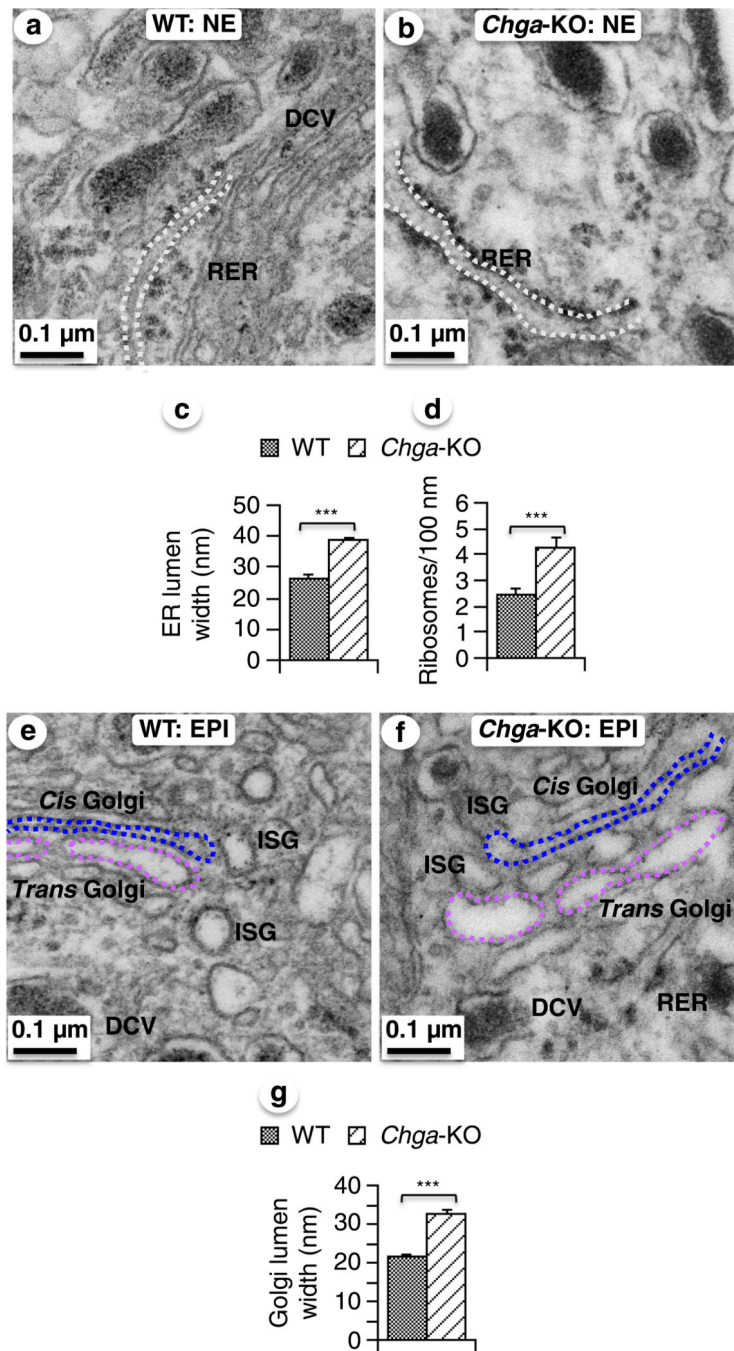 a
WT: NE
DCV
RER
0.1 µm
b
Chga-KO: NE
RER
0.1 µm
c
d
WT Chga-KO
ER lumen
width (nm)
50
40
30
20
10
0
***
Ribosomes/100 nm
6
5
4
3
2
1
0
***
e
WT: EPI
Cis Golgi
ISG
Trans Golgi
ISG
DCV
0.1 µm
f
Chga-KO: EPI
Cis Golgi
ISG
ISG
Trans Golgi
DCV
RER
0.1 µm
g
WT Chga-KO
Golgi lumen
width (nm)
40
30
20
10
0
***